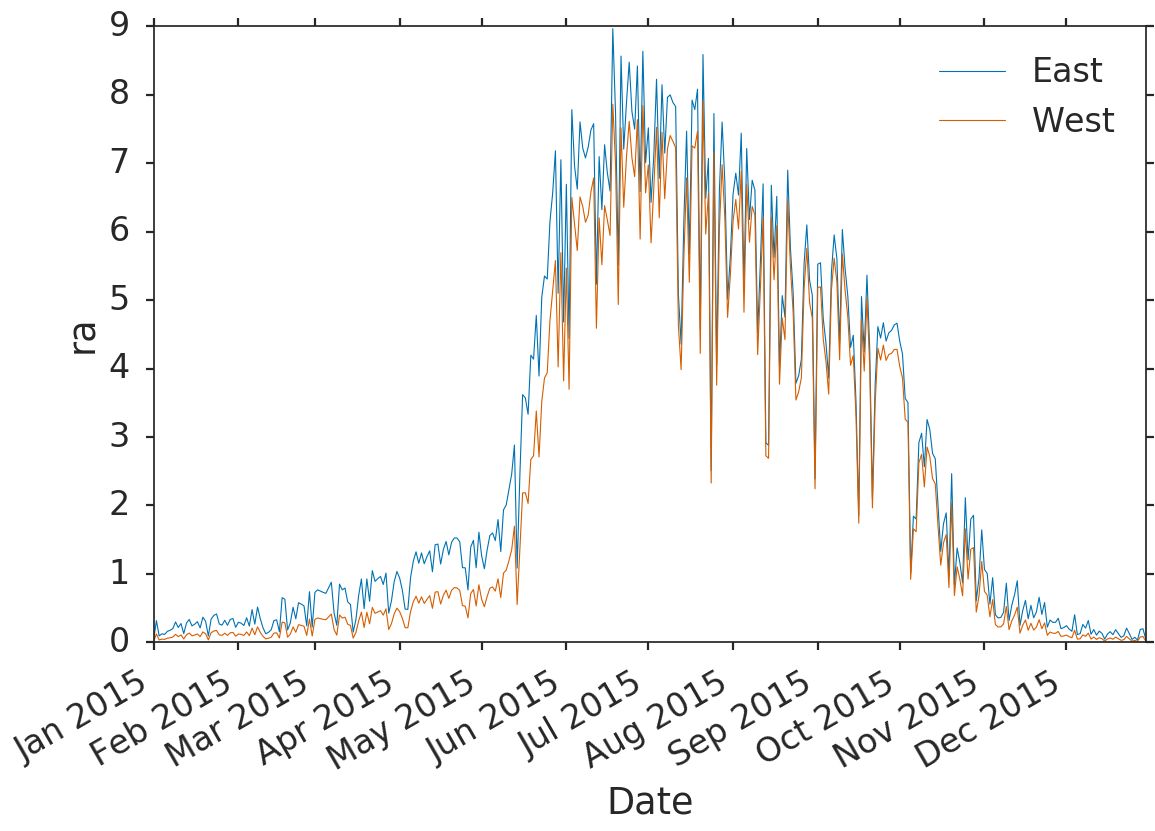 9
8
7
6
5
4
3
2
1
0
ra
East
West
Jan 2015
Feb 2015
Mar 2015
Apr 2015
May 2015
Jun 2015
Jul 2015
Aug 2015
Sep 2015
Oct 2015
Nov 2015
Dec 2015
Date